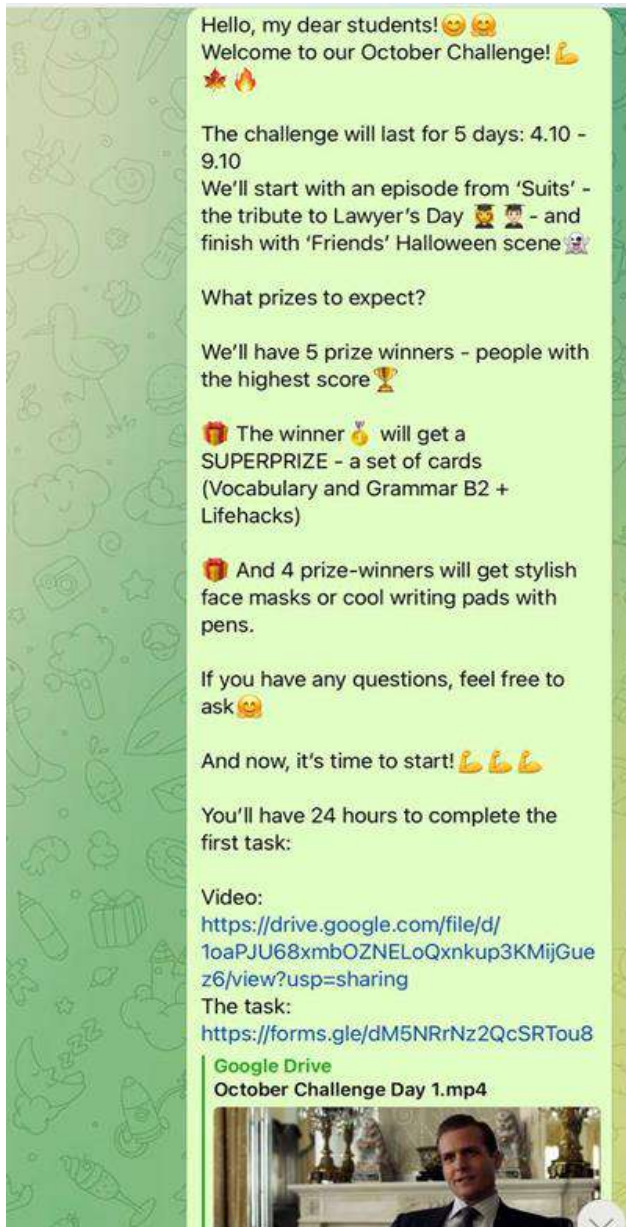 Hello, my dear students!😊🤗
Welcome to our October Challenge!💪
🍁🔥
The challenge will last for 5 days: 4.10 -
9.10
We'll start with an episode from 'Suits' -
the tribute to Lawyer's Day 👩‍🎓👨🏻‍🎓- and
finish with 'Friends' Halloween scene👻
What prizes to expect?
We'll have 5 prize winners - people with
the highest score🏆
🎁 The winner🥇 will get a
SUPERPRIZE - a set of cards
(Vocabulary and Grammar B2 +
Lifehacks)
🎁 And 4 prize-winners will get stylish
face masks or cool writing pads with
pens.
If you have any questions, feel free to
ask🤗
And now, it's time to start!💪💪💪
You'll have 24 hours to complete the
first task:
Video:
https://drive.google.com/file/d/
1oaPJU68xmbOZNELoQxnkup3KMijGue
z6/view?usp=sharing
The task:
https://forms.gle/dM5NRrNz2QcSRTou8
Google Drive
October Challenge Day 1.mp4